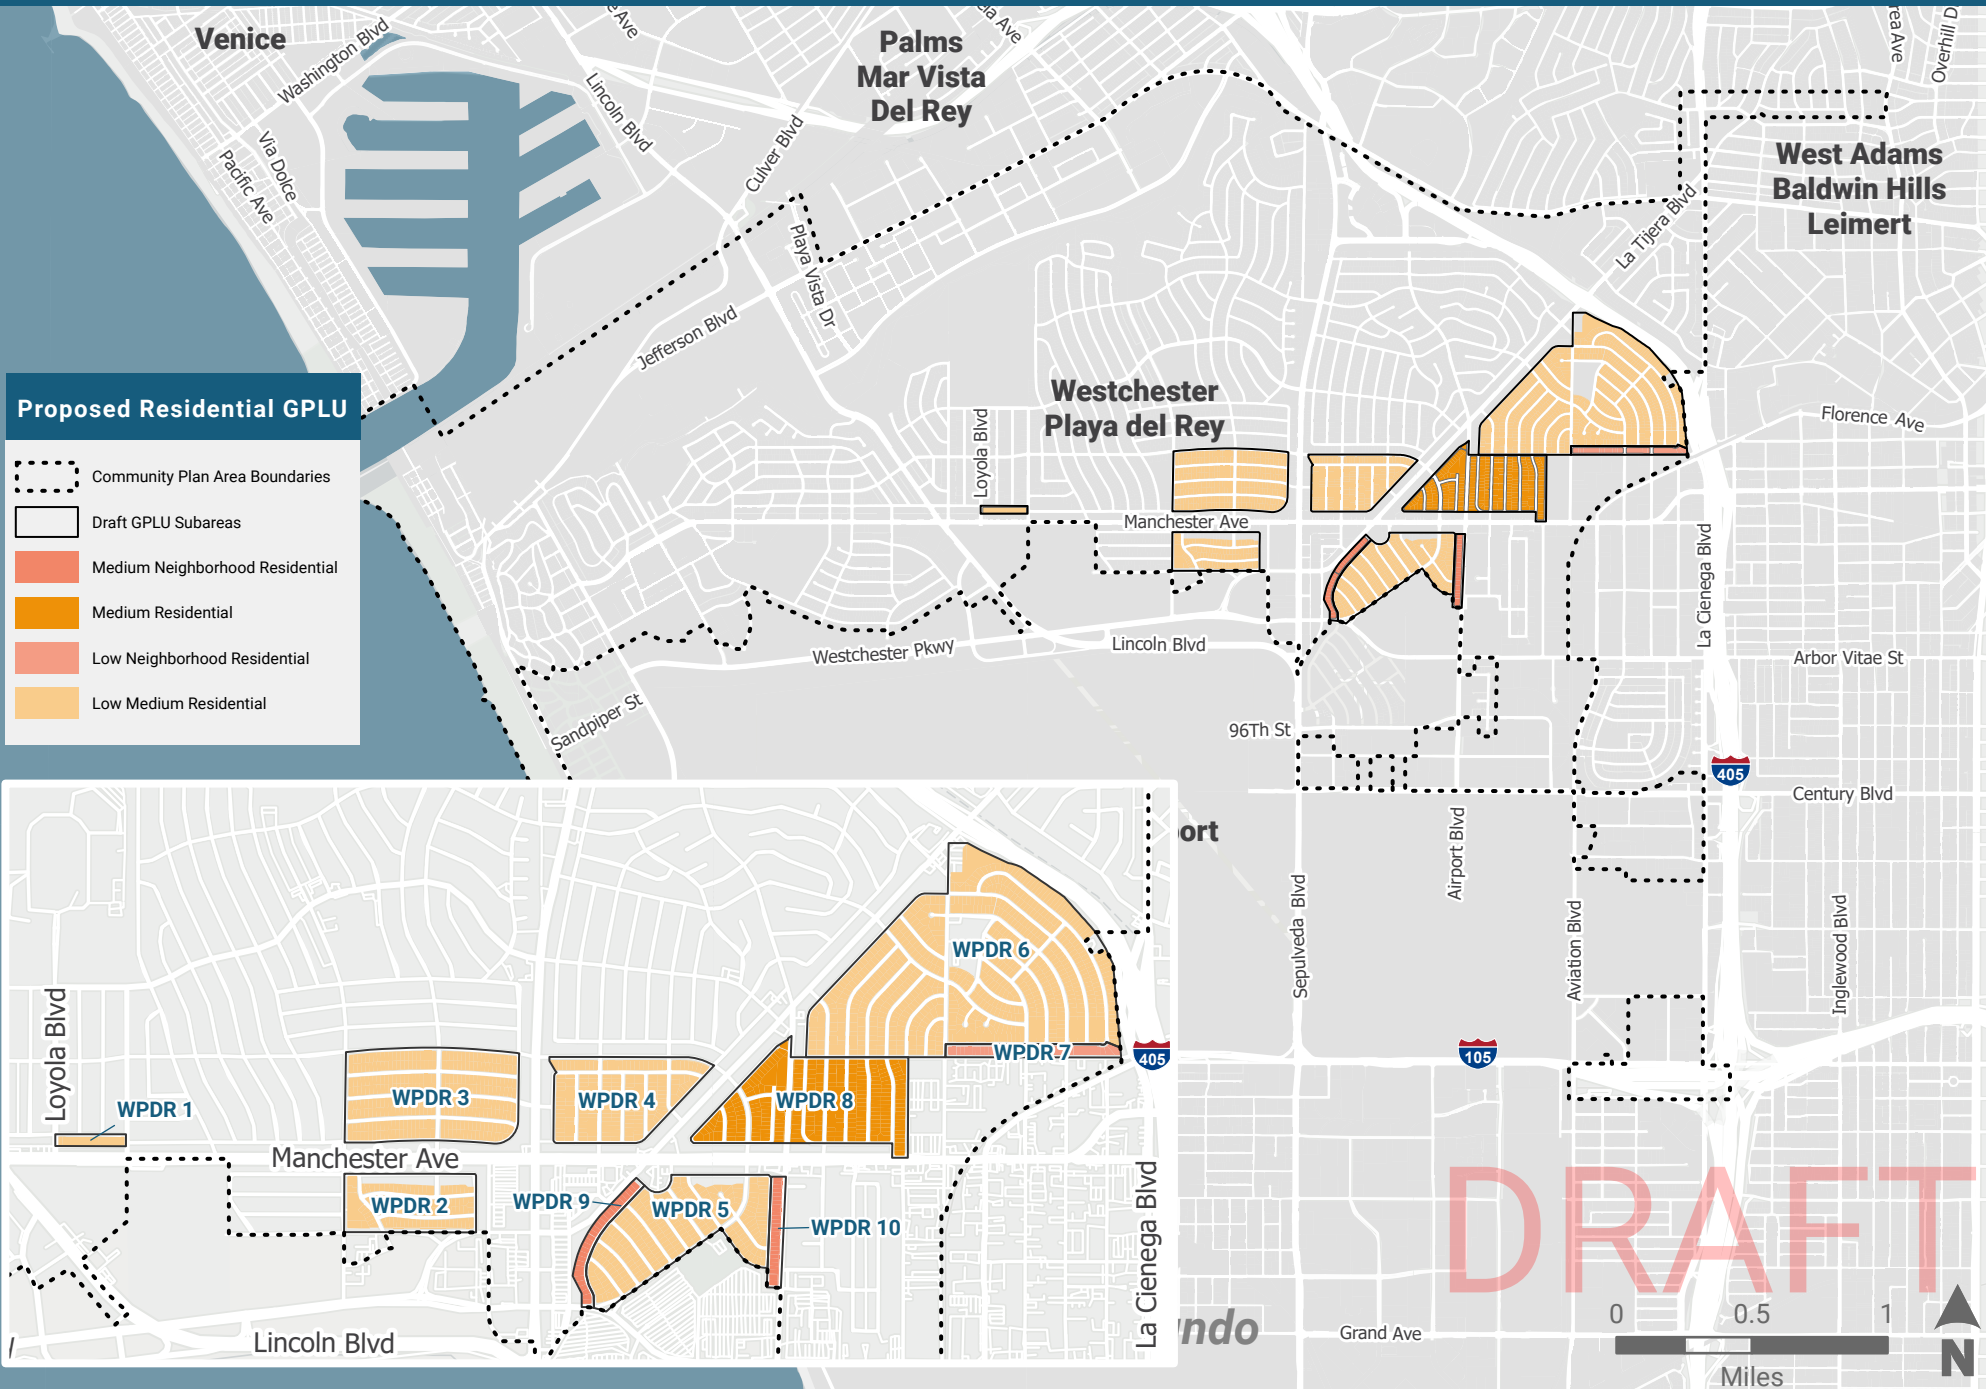 Venice
Washington Blvd
e Ave
Palms
Mar Vista
Del Rey
Lincoln Blvd
Culver Blvd
Via Dolce
Pacific Ave
Overhill D
West Adams
Baldwin Hills
Leimert
La Tijera Blvd
Playa Vista Dr
Jefferson Blvd
Westchester
Playa del Rey
Loyola Blvd
Florence Ave
Manchester Ave
La Cienega Blvd
Proposed Residential GPLU
Community Plan Area Boundaries
Draft GPLU Subareas
Medium Neighborhood Residential
Medium Residential
Low Neighborhood Residential
Low Medium Residential
Westchester Pkwy
Lincoln Blvd
Arbor Vitae St
Sandpiper St
96Th St
405
Century Blvd
Airport Blvd
ort
Sepulveda Blvd
Aviation Blvd
Inglewood Blvd
105
WPDR 6
WPDR 7
405
Loyola Blvd
WPDR 1
WPDR 3
WPDR 4
WPDR 8
Manchester Ave
WPDR 2
WPDR 9
WPDR 5
WPDR 10
La Cienega Blvd
Lincoln Blvd
ndo
Grand Ave
DRAFT
0 0.5 1
Miles
N